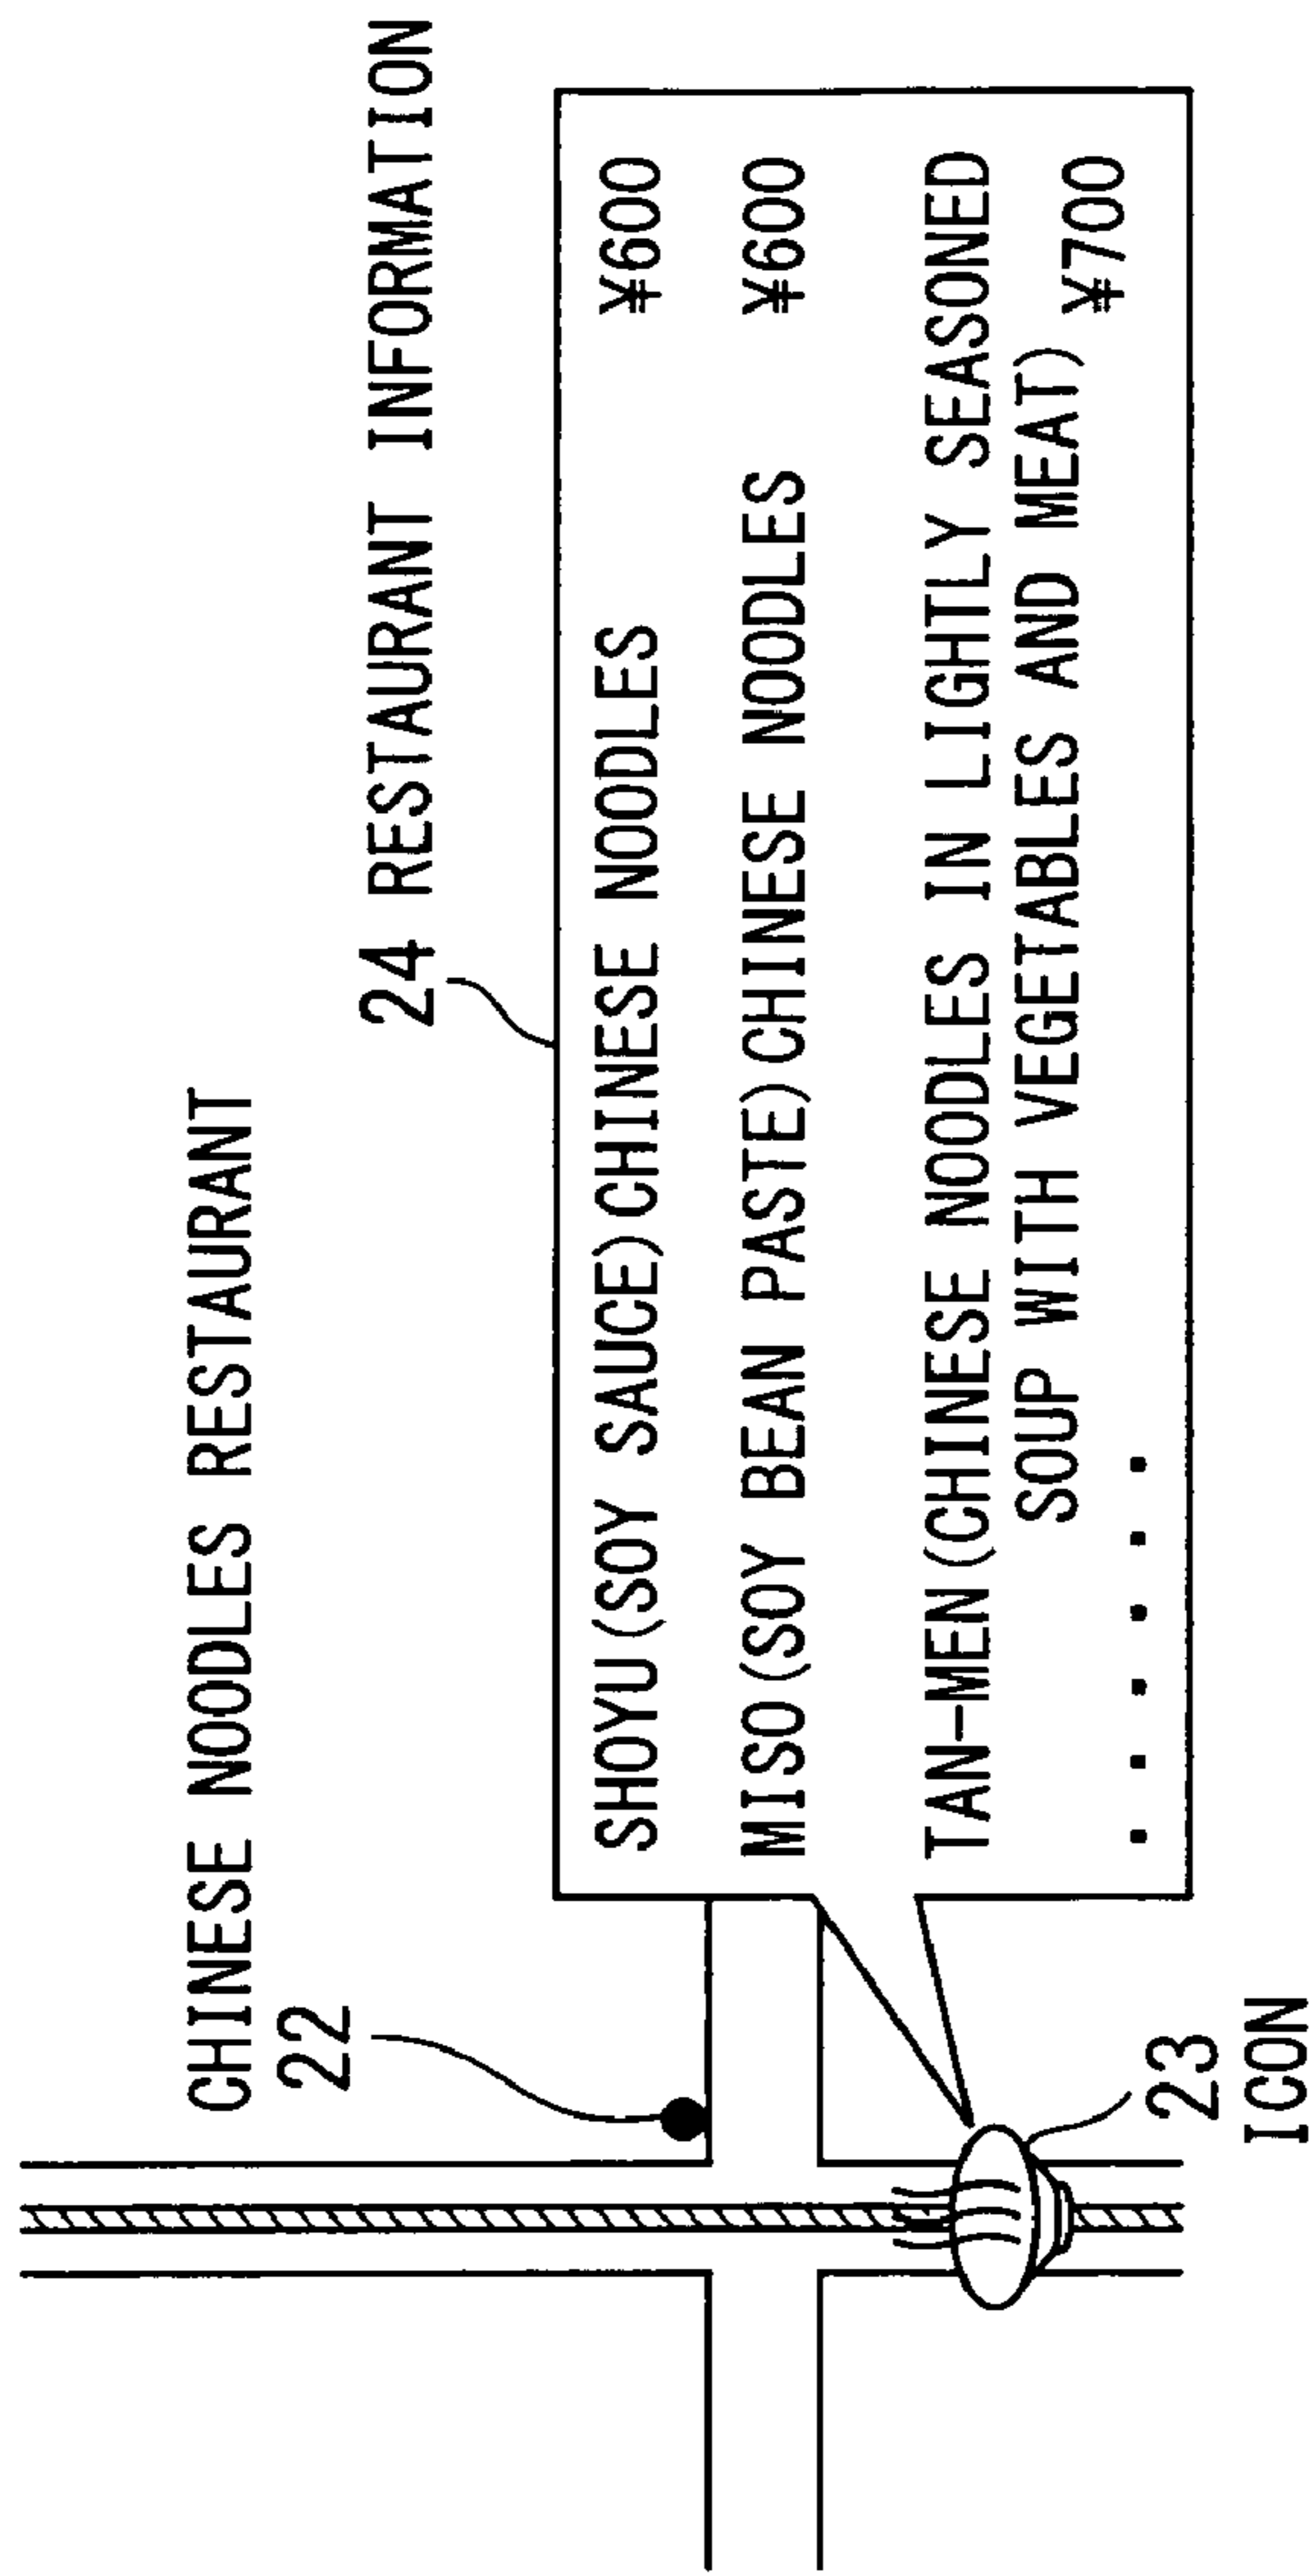 CHINESE NOODLES RESTAURANT
22
24 RESTAURANT INFORMATION
SHOYU(SOY SAUCE)CHINESE NOODLES ¥600
MISO(SOY BEAN PASTE)CHINESE NOODLES ¥600
TAN-MEN(CHINESE NOODLES IN LIGHTLY SEASONED
SOUP WITH VEGETABLES AND MEAT)
¥700
......
23
ICON